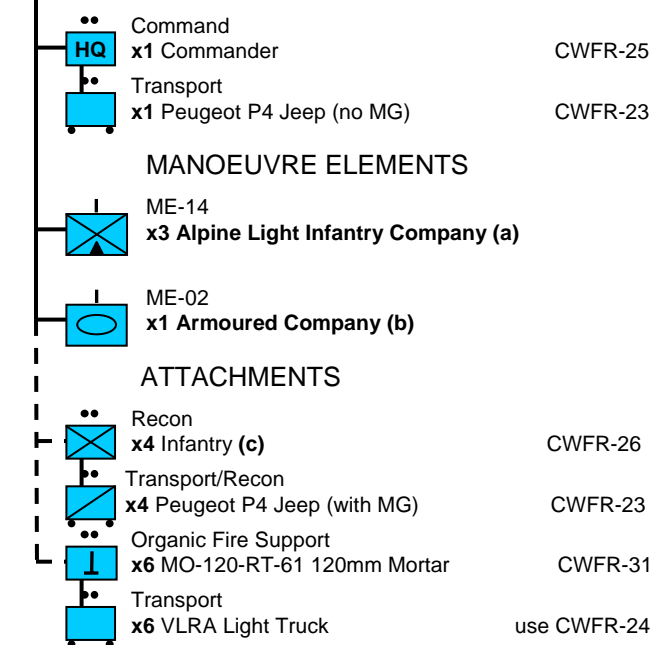 Command
HQ x1 Commander CWFR-25
Transport
x1 Peugeot P4 Jeep (no MG) CWFR-23
MANOEUVRE ELEMENTS
ME-14
x3 Alpine Light Infantry Company (a)
ME-02
x1 Armoured Company (b)
ATTACHMENTS
Recon
x4 Infantry (c) CWFR-26
Transport/Recon
x4 Peugeot P4 Jeep (with MG) CWFR-23
Organic Fire Support
x6 MO-120-RT-61 120mm Mortar CWFR-31
Transport
x6 VLRA Light Truck use CWFR-24